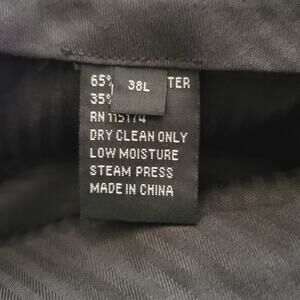 65%
38L
TER
35%
RN 115174
DRY CLEAN ONLY
LOW MOISTURE
STEAM PRESS
MADE IN CHINA